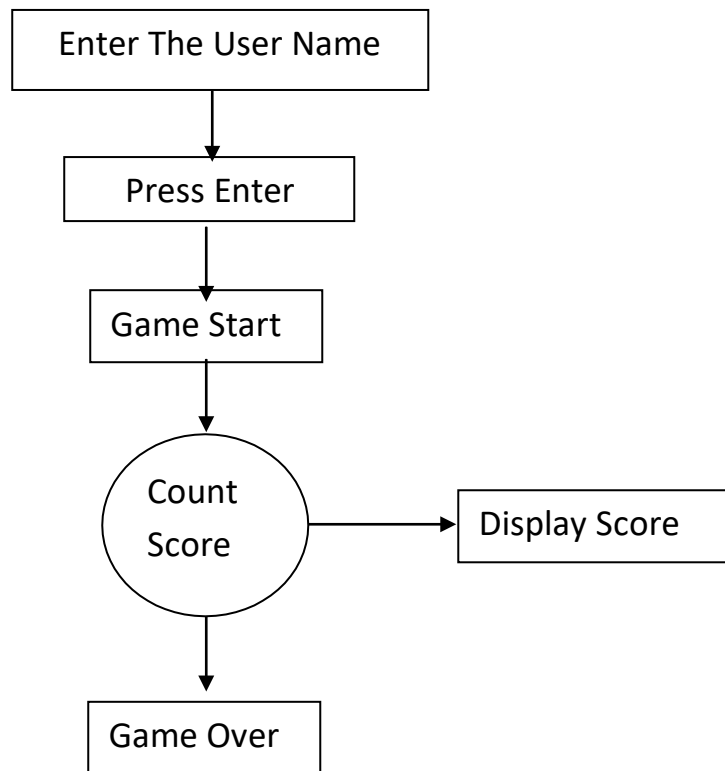 Enter The User Name
Press Enter
Game Start
Count
Score
Display Score
Game Over